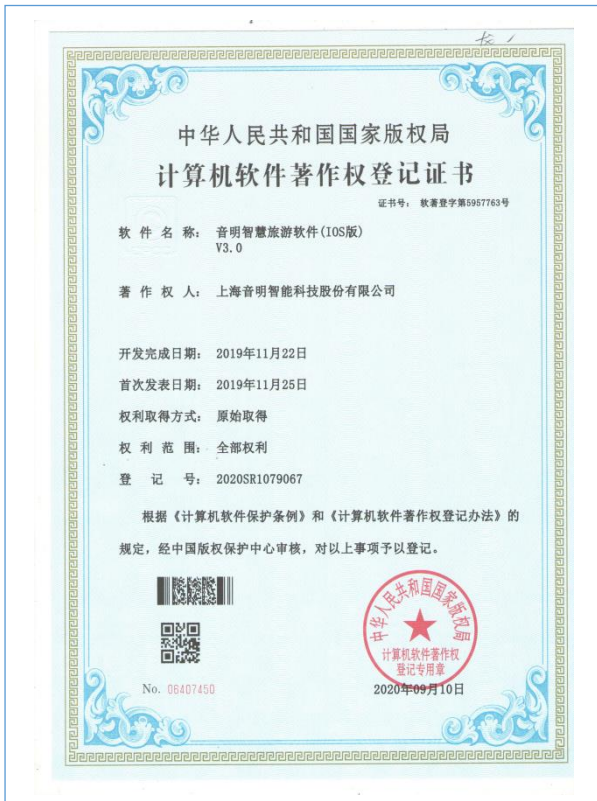 中华人民共和国国家版权局
计算机软件著作权登记证书
证书号： 软著登字第5957763号
软件名称： 音明智慧旅游软件(IOS版)
V3.0
著作权人： 上海音明智能科技股份有限公司
开发完成日期： 2019年11月22日
首次发表日期： 2019年11月25日
权利取得方式： 原始取得
权利范围： 全部权利
登记号： 2020SR1079067
根据《计算机软件保护条例》和《计算机软件著作权登记办法》的
规定，经中国版权保护中心审核，对以上事项予以登记。
中华人民共和国国家版权局
计算机软件著作权
登记专用章
No. 06407450
2020年09月10日